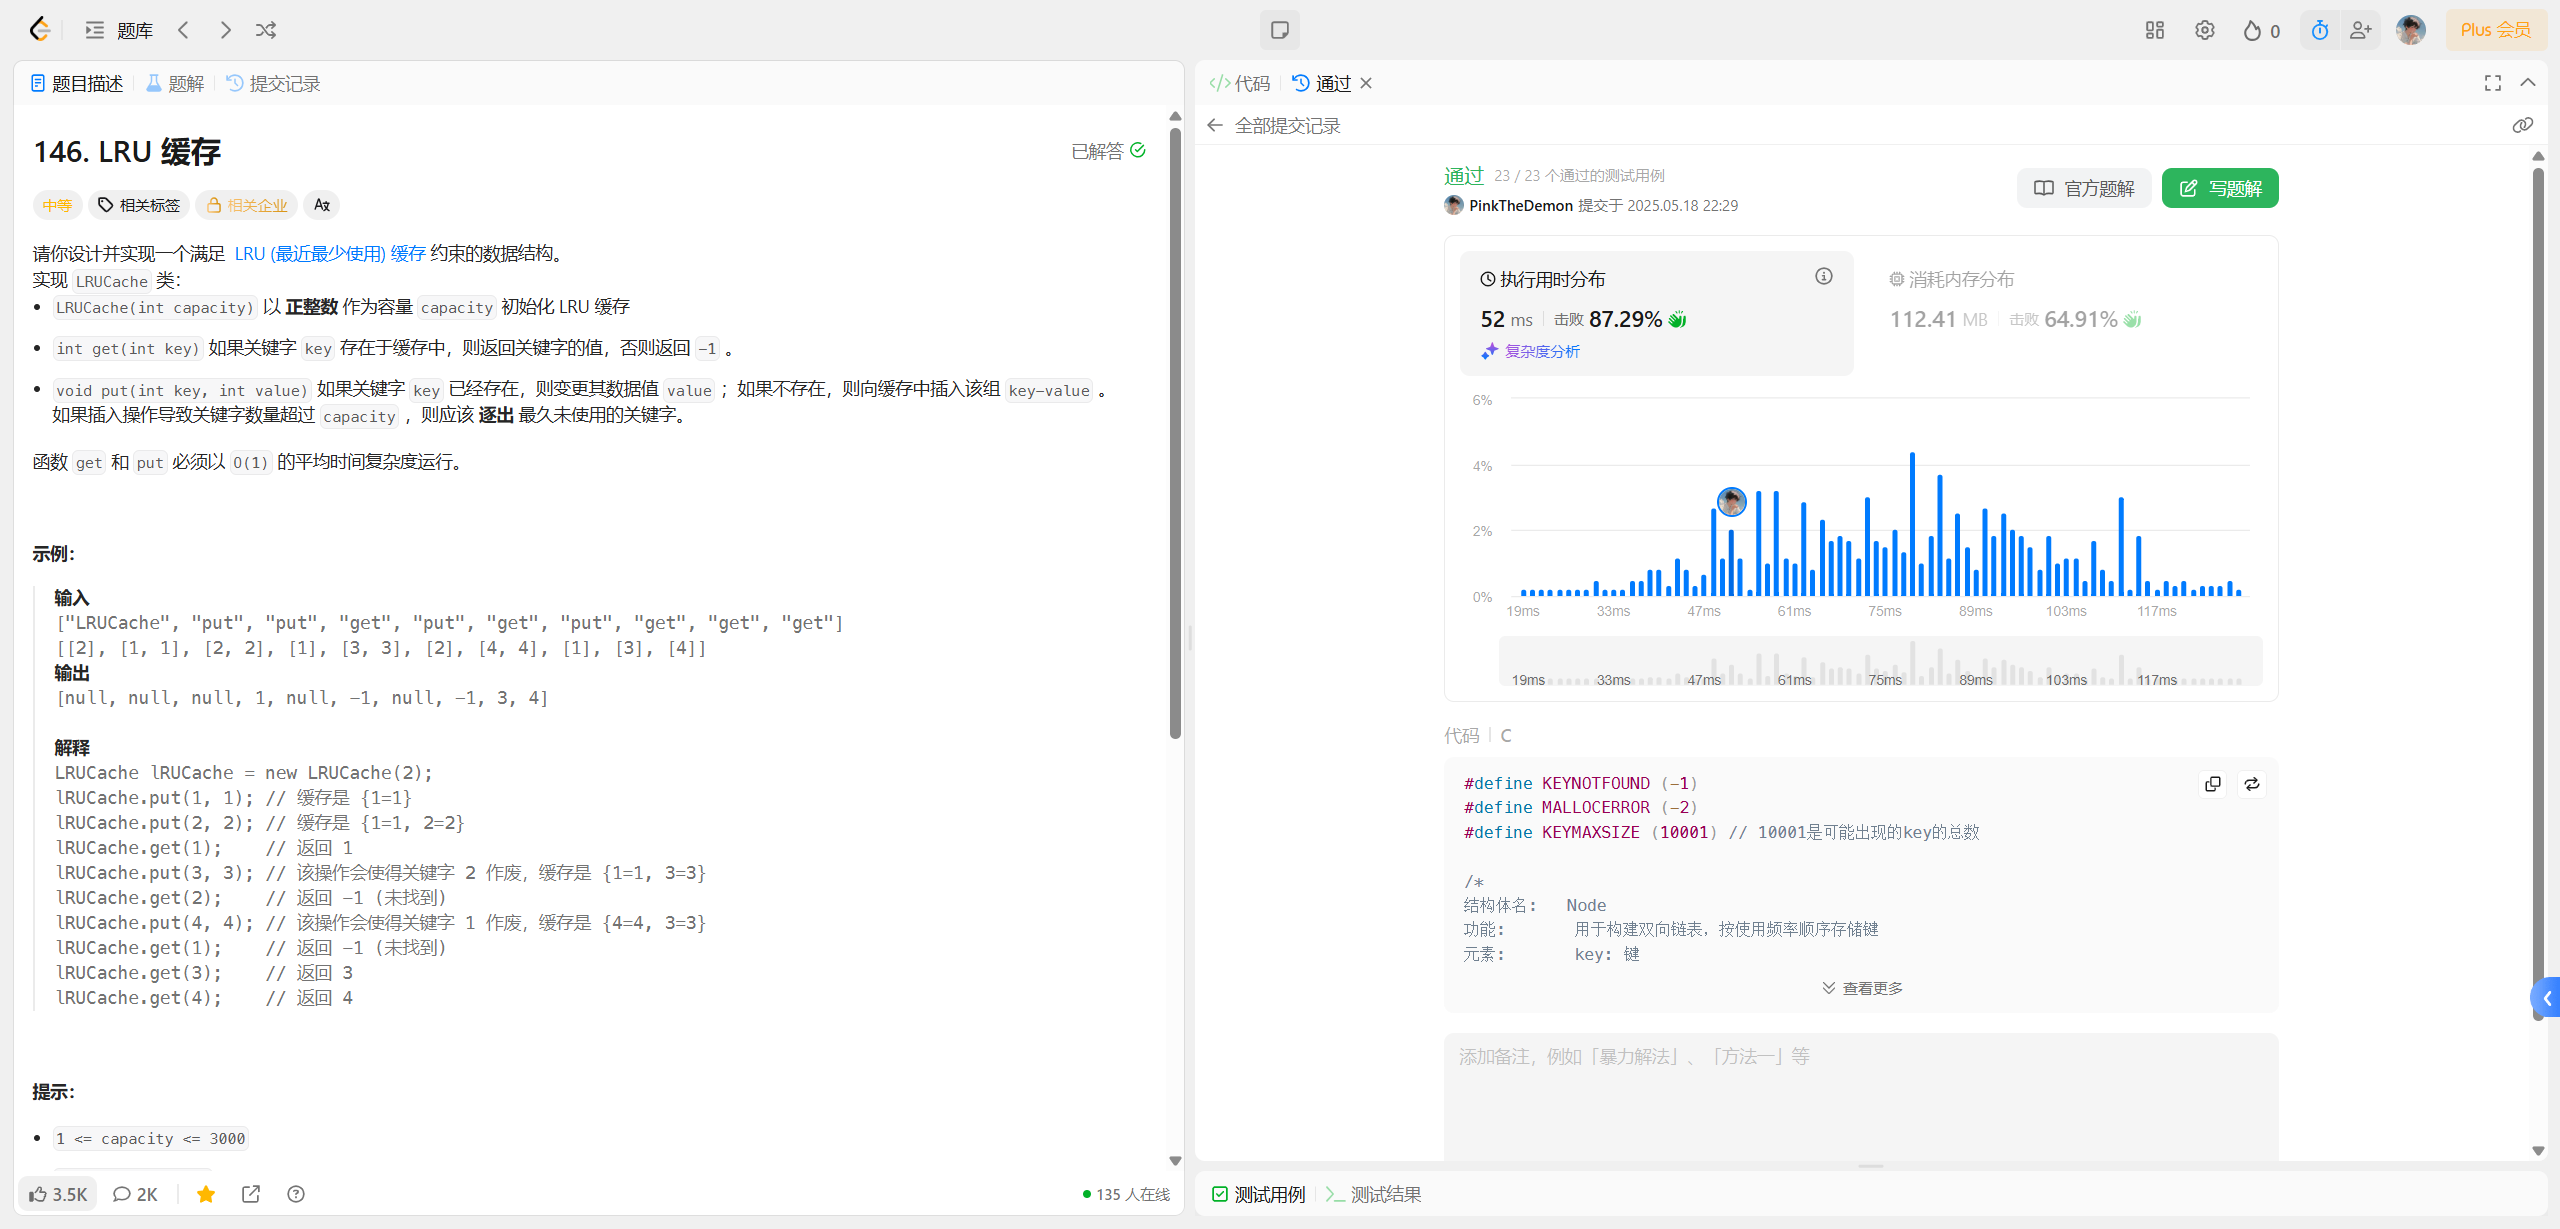 题库
0
Plus 会员
题目描述
题解
提交记录
146. LRU 缓存
已解答
中等
相关标签
相关企业
请你设计并实现一个满足 LRU (最近最少使用) 缓存 约束的数据结构。
实现 LRUCache 类：
• LRUCache(int capacity) 以 正整数 作为容量 capacity 初始化 LRU 缓存
• int get(int key) 如果关键字 key 存在于缓存中，则返回关键字的值，否则返回 -1 。
• void put(int key, int value) 如果关键字 key 已经存在，则变更其数据值 value ；如果不存在，则向缓存中插入该组 key-value 。
如果插入操作导致关键字数量超过 capacity ，则应该 逐出 最久未使用的关键字。
函数 get 和 put 必须以 O(1) 的平均时间复杂度运行。
示例：
输入
["LRUCache", "put", "put", "get", "put", "get", "put", "get", "get", "get"]
[[2], [1, 1], [2, 2], [1], [3, 3], [2], [4, 4], [1], [3], [4]]
输出
[null, null, null, 1, null, -1, null, -1, 3, 4]
解释
LRUCache lRUCache = new LRUCache(2);
lRUCache.put(1, 1); // 缓存是 {1=1}
lRUCache.put(2, 2); // 缓存是 {1=1, 2=2}
lRUCache.get(1);    // 返回 1
lRUCache.put(3, 3); // 该操作会使得关键字 2 作废，缓存是 {1=1, 3=3}
lRUCache.get(2);    // 返回 -1 (未找到)
lRUCache.put(4, 4); // 该操作会使得关键字 1 作废，缓存是 {4=4, 3=3}
lRUCache.get(1);    // 返回 -1 (未找到)
lRUCache.get(3);    // 返回 3
lRUCache.get(4);    // 返回 4
提示：
• 1 <= capacity <= 3000
3.5K
2K
135 人在线
代码
通过
全部提交记录
通过 23 / 23 个通过的测试用例
PinkTheDemon 提交于 2025.05.18 22:29
官方题解
写题解
执行用时分布
52 ms 击败 87.29%
复杂度分析
消耗内存分布
112.41 MB 击败 64.91%
6%
4%
2%
0%
19ms 33ms 47ms 61ms 75ms 89ms 103ms 117ms
19ms 33ms 47ms 61ms 75ms 89ms 103ms 117ms
代码 C
#define KEYNOTFOUND (-1)
#define MALLOCERROR (-2)
#define KEYMAXSIZE (10001) // 10001是可能出现的key的总数
/*
结构体名： Node
功能： 用于构建双向链表，按使用频率顺序存储键
元素： key: 键
查看更多
添加备注，例如「暴力解法」、「方法一」等
测试用例
测试结果